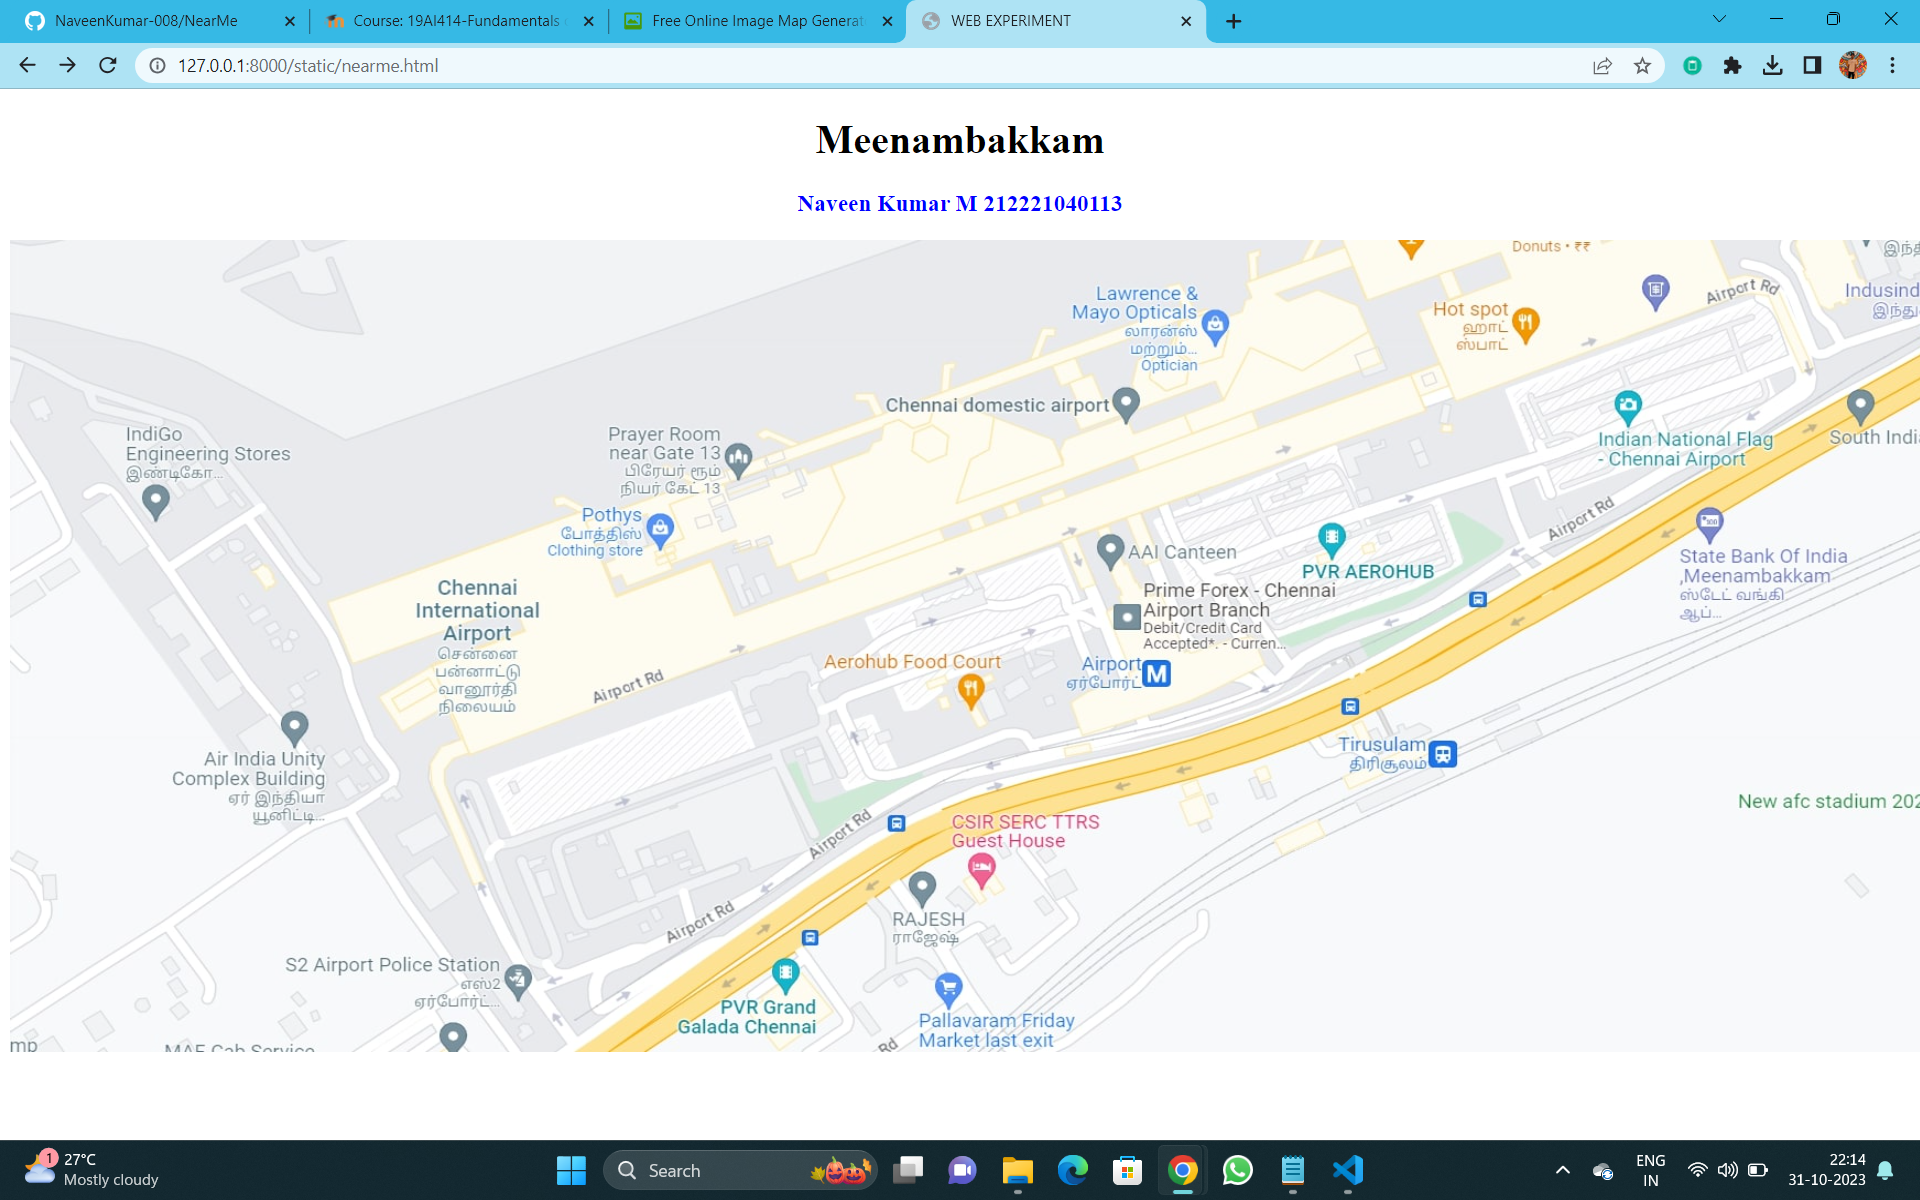 NaveenKumar-008/NearMe
Course: 19AI414-Fundamentals
Free Online Image Map Generat
WEB EXPERIMENT
127.0.0.1:8000/static/nearme.html
Meenambakkam
Naveen Kumar M 212221040113
Donuts • ₹₹
Lawrence &
Mayo Opticals
லாரன்ஸ்
மற்றும்...
Optician
Hot spot
ஹாட்
ஸ்பாட்
Airport Rd
Indusind
Chennai domestic airport
Indian National Flag
- Chennai Airport
South Indi
IndiGo
Engineering Stores
இண்டிகோ...
Prayer Room
near Gate 13
பிரேயர் ரூம்
நியர் கேட் 13
Pothys
போத்திஸ்
Clothing store
AAI Canteen
PVR AEROHUB
Airport Rd
State Bank Of India
,Meenambakkam
ஸ்டேட் வங்கி
ஆப்...
Chennai
International
Airport
சென்னை
பன்னாட்டு
வானூர்தி
நிலையம்
Prime Forex - Chennai
Airport Branch
Debit/Credit Card
Accepted*. - Curren...
Airport Rd
Aerohub Food Court
Airport
ஏர்போர்ட்
M
Tirusulam
திரிசூலம்
Air India Unity
Complex Building
ஏர் இந்தியா
யூனிட்டி...
New afc stadium 202
Airport Rd
CSIR SERC TTRS
Guest House
RAJESH
ராஜேஷ்
Airport Rd
S2 Airport Police Station
எஸ்2
ஏர்போர்ட்...
PVR Grand
Galada Chennai
Pallavaram Friday
Market last exit
Rd
mp
MAF Cab Service
1
27°C
Mostly cloudy
Search
ENG
IN
22:14
31-10-2023